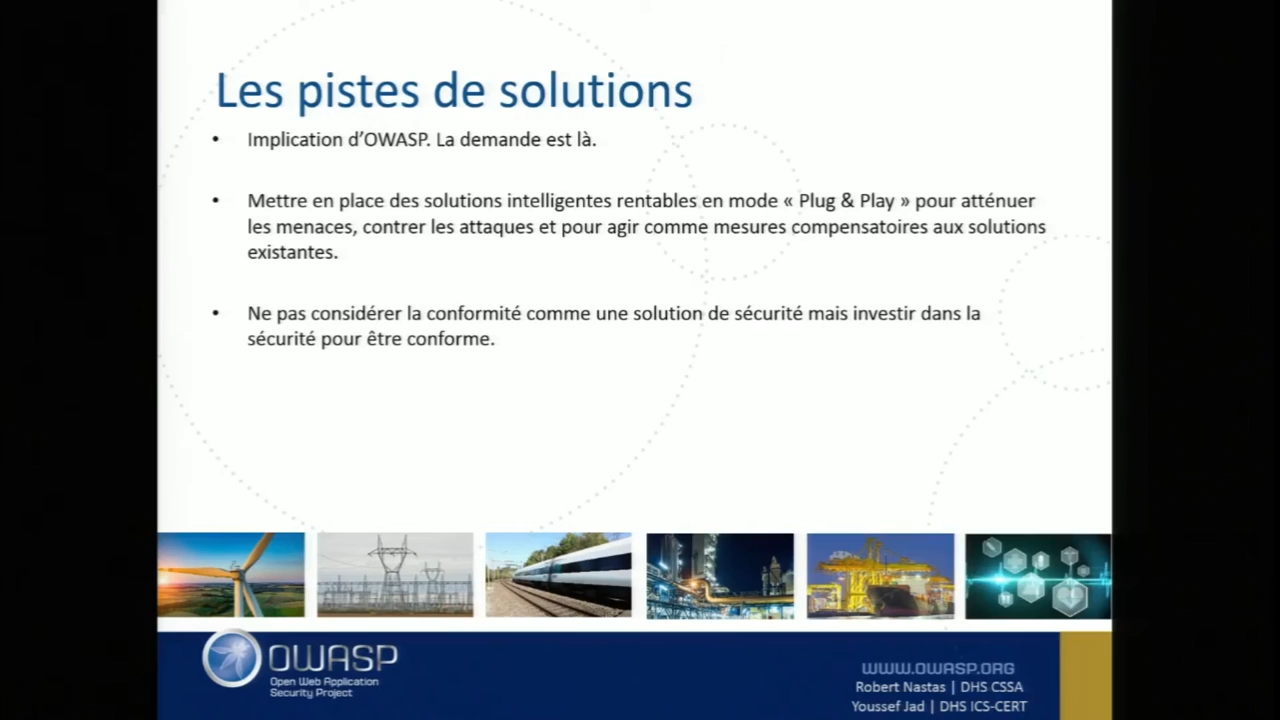 Les pistes de solutions
• Implication d’OWASP. La demande est là.
• Mettre en place des solutions intelligentes rentables en mode « Plug & Play » pour atténuer
les menaces, contrer les attaques et pour agir comme mesures compensatoires aux solutions
existantes.
• Ne pas considérer la conformité comme une solution de sécurité mais investir dans la
sécurité pour être conforme.
OWASP
Open Web Application
Security Project
WWW.OWASP.ORG
Robert Nastas | DHS CSSA
Youssef Jad | DHS ICS-CERT